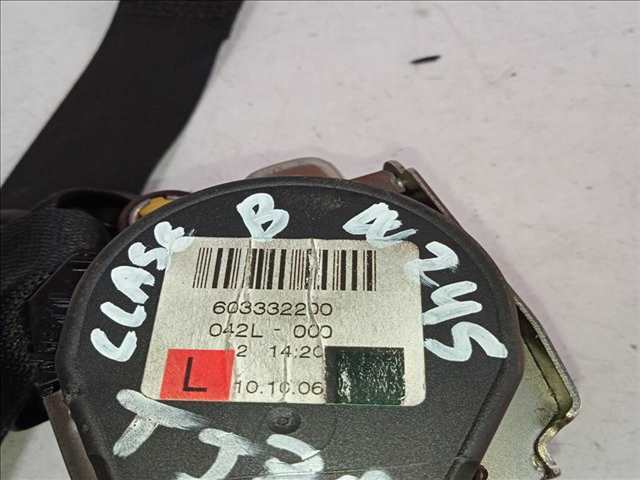 CLASE B W245
603332200
042L - 000
2 14:20
L 10.10.06